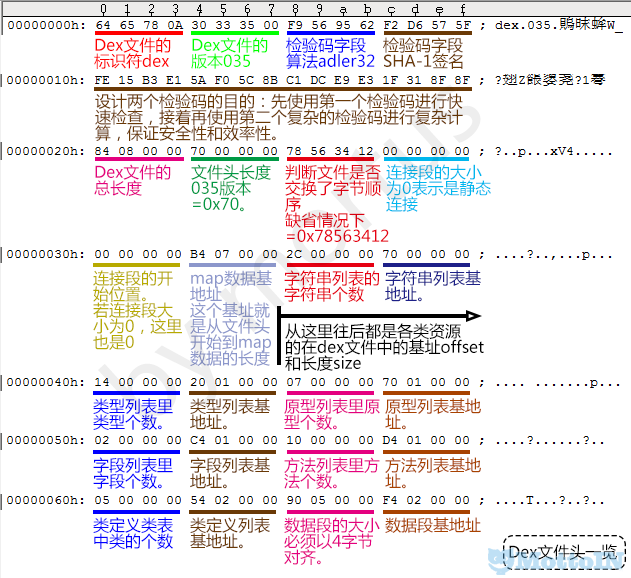 0 1 2 3 4 5 6 7 8 9 a b c d e f
00000000h: 64 65 78 0A 30 33 35 00 F9 56 95 62 F2 D6 57 5F ; dex.035.鵙昩蛑W_
Dex文件的 Dex文件的 检验码字段 检验码字段
标识符dex 版本035 算法adler32 SHA-1签名
00000010h: FE 15 B3 E1 5A F0 5C 8B C1 DC E9 E3 1F 31 8F 8F ;
设计两个检验码的目的：先使用第一个检验码进行快
速检查，接着再使用第二个复杂的检验码进行复杂计
算，保证安全性和效率性。
00000020h: 84 08 00 00 70 00 00 00 78 56 34 12 00 00 00 00 ; ?..p...xV4.....
Dex文件的 文件头长度 判断文件是否 连接段的大小
总长度 035版本 交换了字节顺 为0表示是静态
=0x70。 序 连接
缺省情况下
=0x78563412
00000030h: 00 00 00 00 B4 07 00 00 2C 00 00 00 70 00 00 00 ; ....?..,...p...
连接段的开 map数据基 字符串列表的 字符串列表基
始位置。 地址 字符串个数 地址。
若连接段大 这个基址就
小为0，这里 是从文件头
也是0 开始到map
数据的长度
从这里往后都是各类资源
的在dex文件中的基址offset
和长度size
00000040h: 14 00 00 00 20 01 00 00 07 00 00 00 70 01 00 00 ; .... .......p...
类型列表里 类型列表基 原型列表里原 原型列表基地
类型个数。 地址。 型个数。 址。
00000050h: 02 00 00 00 C4 01 00 00 10 00 00 00 D4 01 00 00 ; ....?......?..
字段列表里 字段列表基 方法列表里方 方法列表基地
字段个数。 地址。 法个数。 址。
00000060h: 05 00 00 00 54 02 00 00 90 05 00 00 F4 02 00 00 ; ....T...?..?..
类定义类表 类定义列表 数据段的大小 数据段基地址
中类的个数 基地址。 必须以4字节
对齐。
Dex文件头一览